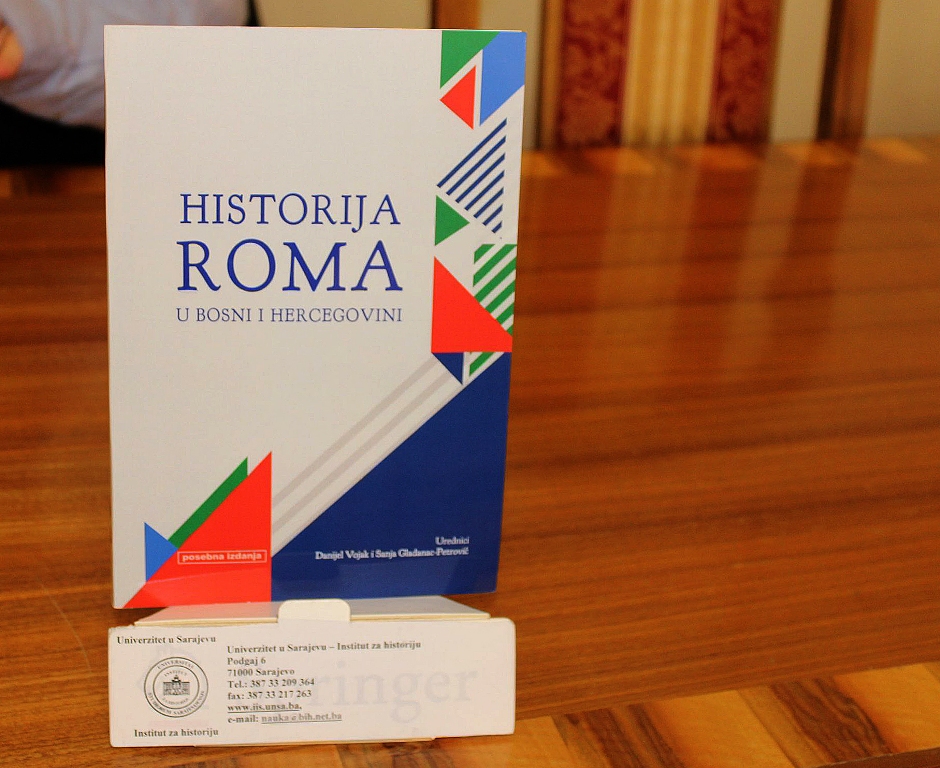 HISTORIJA
ROMA
U BOSNI I HERCEGOVINI
posebna izdanja
Urednici
Danijel Vojak i Sanja Gladanac-Petrović
Univerzitet u Sarajevu
Univerzitet u Sarajevu – Institut za historiju
Podgaj 6
71000 Sarajevo
Tel.: 387 33 209 364
fax: 387 33 217 263
www.iis.unsa.ba,
e-mail: nauka@bih.net.ba
Institut za historiju